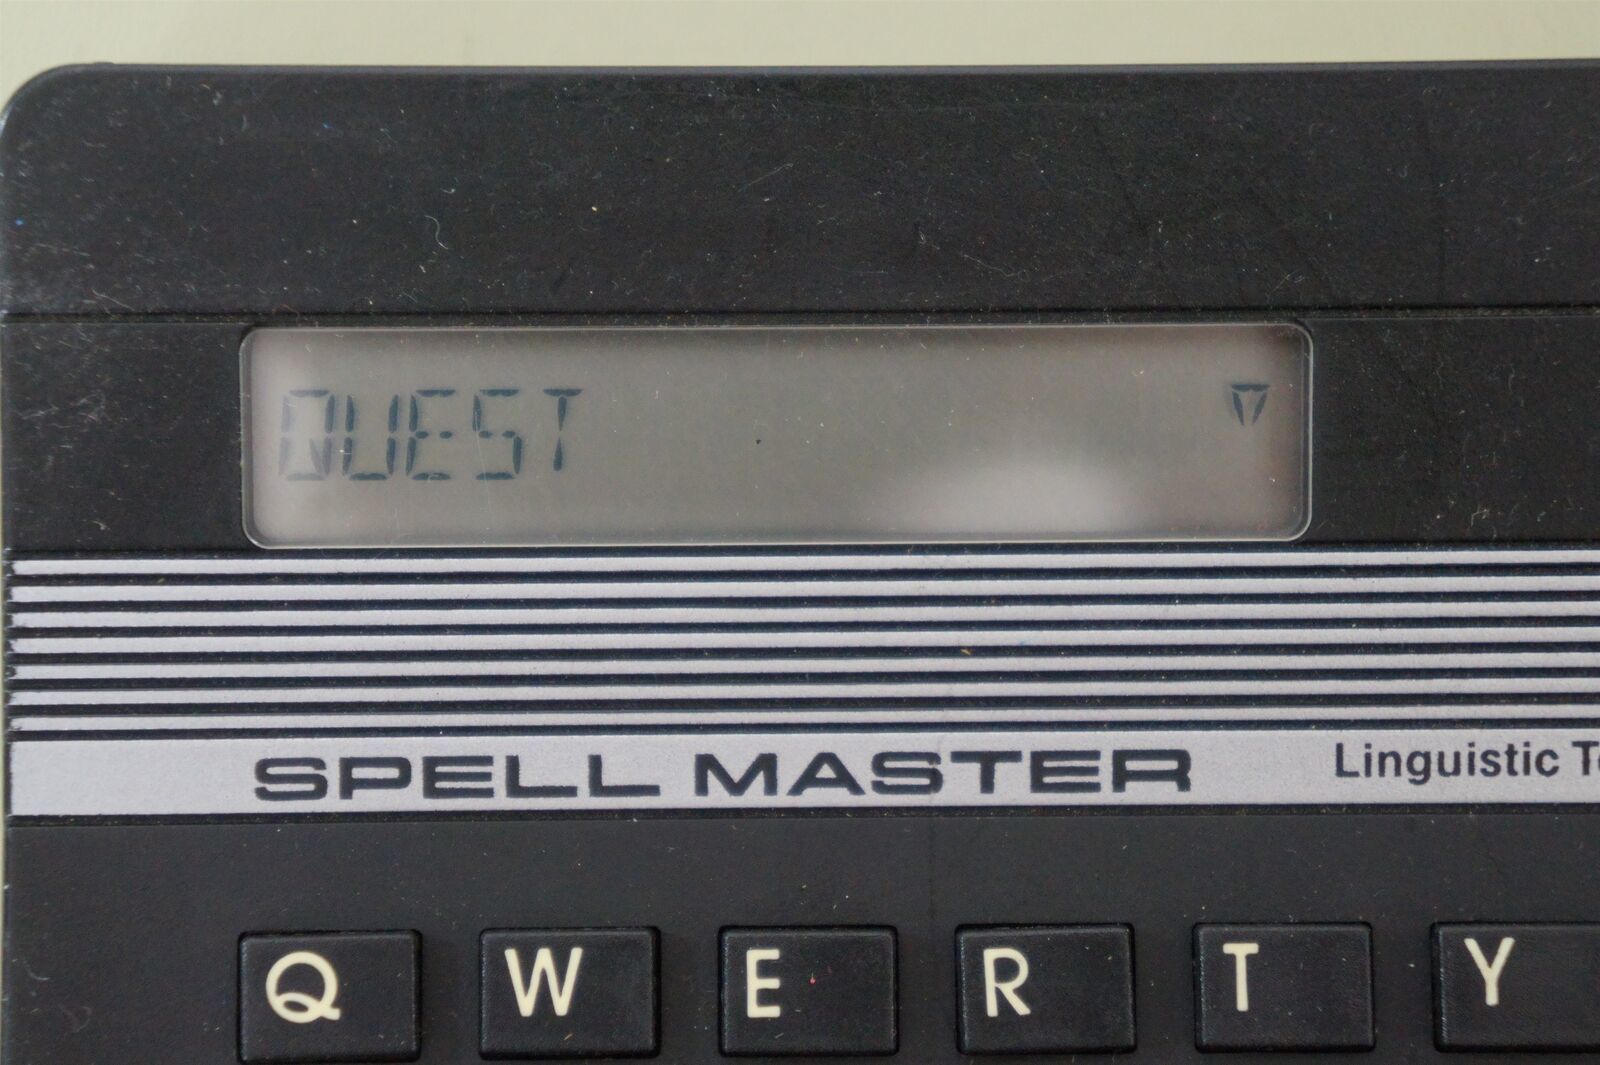 QUEST
SPELL MASTER
Linguistic
Q W E R T Y